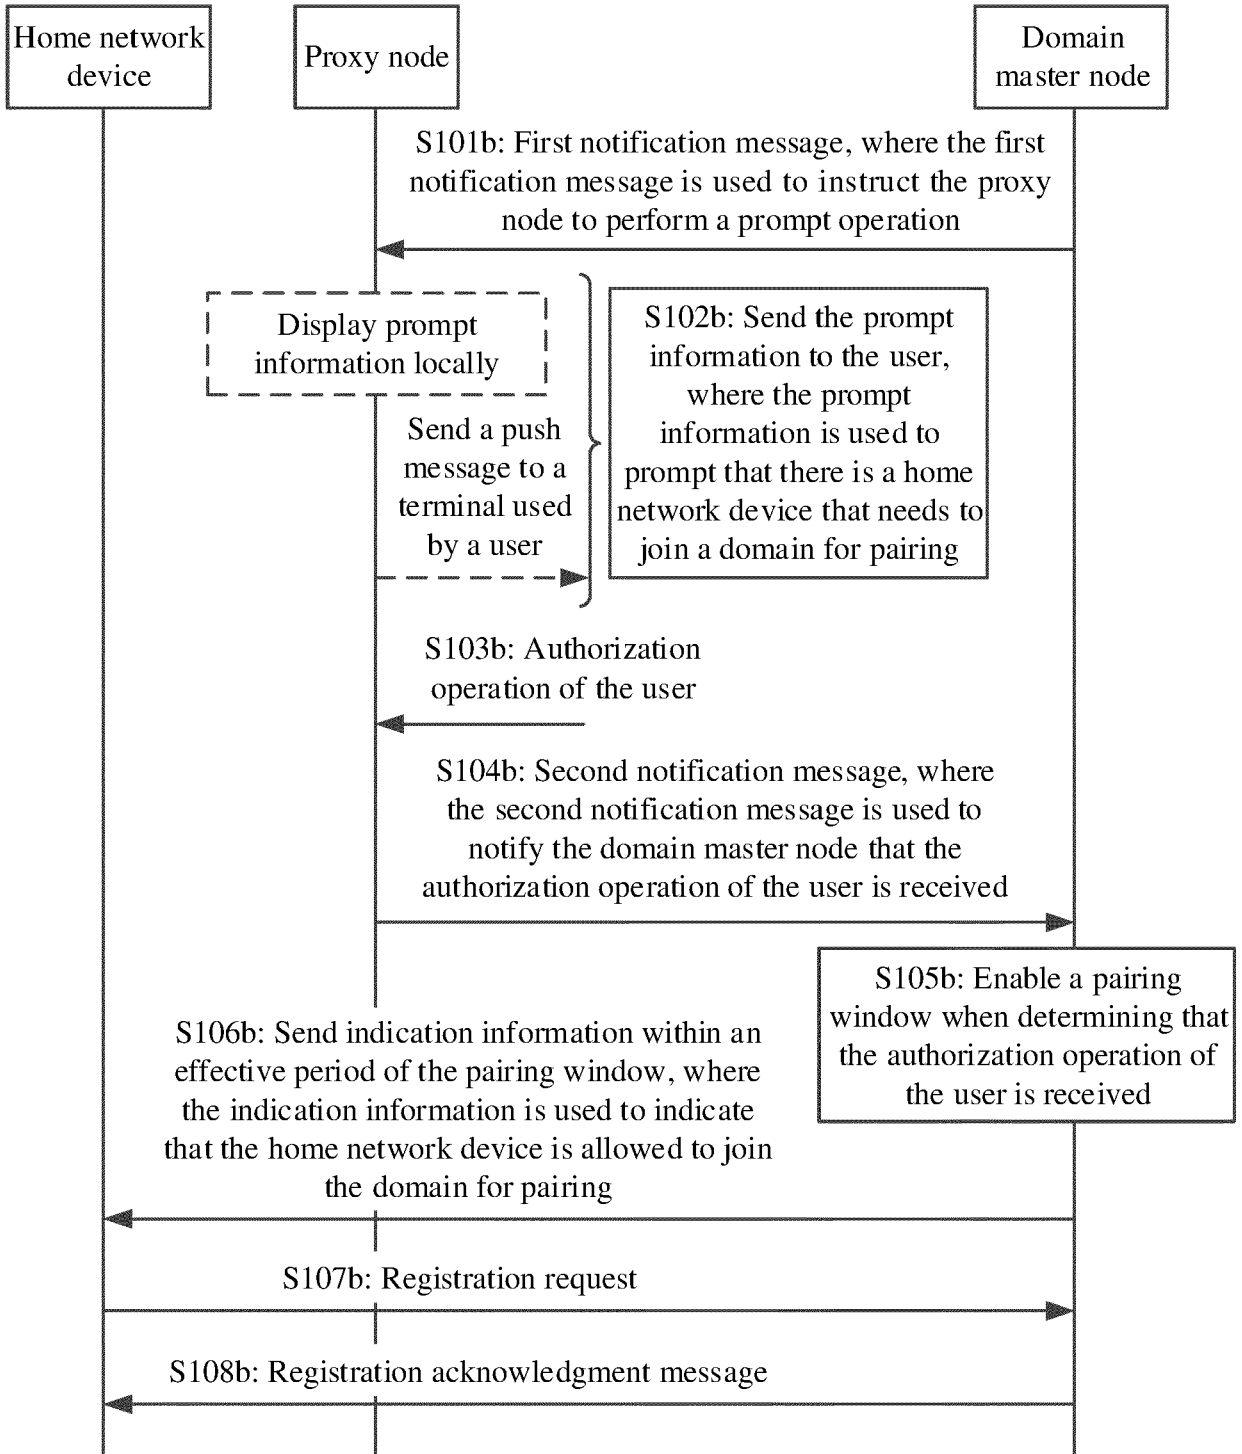 Home network
device
Proxy node
Domain
master node
S101b: First notification message, where the first
notification message is used to instruct the proxy
node to perform a prompt operation
Display prompt
information locally
Send a push
message to a
terminal used
by a user
S102b: Send the prompt
information to the user,
where the prompt
information is used to
prompt that there is a home
network device that needs to
join a domain for pairing
S103b: Authorization
operation of the user
S104b: Second notification message, where
the second notification message is used to
notify the domain master node that the
authorization operation of the user is received
S105b: Enable a pairing
window when determining that
the authorization operation of
the user is received
S106b: Send indication information within an
effective period of the pairing window, where
the indication information is used to indicate
that the home network device is allowed to join
the domain for pairing
S107b: Registration request
S108b: Registration acknowledgment message